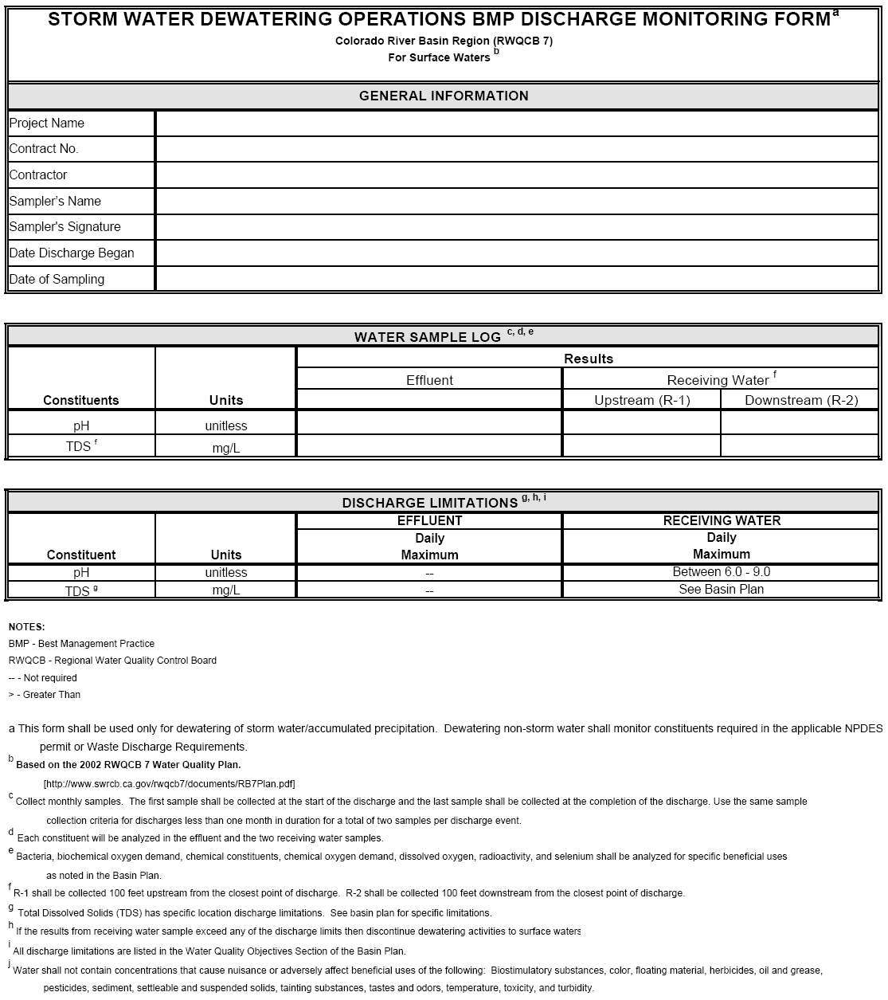 STORM WATER DEWATERING OPERATIONS BMP DISCHARGE MONITORING FORM a
Colorado River Basin Region (RWQCB 7)
For Surface Waters b
GENERAL INFORMATION
Project Name
Contract No.
Contractor
Sampler's Name
Sampler's Signature
Date Discharge Began
Date of Sampling
WATER SAMPLE LOG c, d, e
Results
Effluent Receiving Water f
Constituents Units Upstream (R-1) Downstream (R-2)
pH unitless
TDS f mg/L
DISCHARGE LIMITATIONS g, h, i
EFFLUENT RECEIVING WATER
Daily Daily
Constituent Units Maximum Maximum
pH unitless -- Between 6.0 - 9.0
TDS g mg/L -- See Basin Plan
NOTES:
BMP - Best Management Practice
RWQCB - Regional Water Quality Control Board
-- - Not required
> - Greater Than
a This form shall be used only for dewatering of storm water/accumulated precipitation. Dewatering non-storm water shall monitor constituents required in the applicable NPDES
permit or Waste Discharge Requirements.
b Based on the 2002 RWQCB 7 Water Quality Plan.
[http://www.swrcb.ca.gov/rwqcb7/documents/RB7Plan.pdf]
c Collect monthly samples. The first sample shall be collected at the start of the discharge and the last sample shall be collected at the completion of the discharge. Use the same sample
collection criteria for discharges less than one month in duration for a total of two samples per discharge event.
d Each constituent will be analyzed in the effluent and the two receiving water samples.
e Bacteria, biochemical oxygen demand, chemical constituents, chemical oxygen demand, dissolved oxygen, radioactivity, and selenium shall be analyzed for specific beneficial uses
as noted in the Basin Plan.
f R-1 shall be collected 100 feet upstream from the closest point of discharge. R-2 shall be collected 100 feet downstream from the closest point of discharge.
g Total Dissolved Solids (TDS) has specific location discharge limitations. See basin plan for specific limitations.
h If the results from receiving water sample exceed any of the discharge limits then discontinue dewatering activities to surface waters
i All discharge limitations are listed in the Water Quality Objectives Section of the Basin Plan.
j Water shall not contain concentrations that cause nuisance or adversely affect beneficial uses of the following: Biostimulatory substances, color, floating material, herbicides, oil and grease,
pesticides, sediment, settleable and suspended solids, tainting substances, tastes and odors, temperature, toxicity, and turbidity.